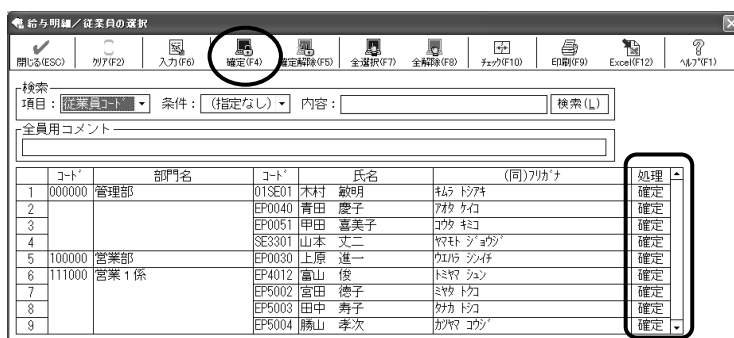 給与明細／従業員の選択
閉じる(ESC) クリア(F2) 入力(F6) 確定(F4) 確定解除(F5) 全選択(F7) 全解除(F8) チェック(F10) 印刷(F9) Excel(F12) ヘルプ(F1)
検索
項目： 従業員コード 条件： (指定なし) 内容： 検索(L)
全員用コメント
コード 部門名 コード 氏名 (同)フリガナ 処理
1 000000 管理部 01SE01 木村 敏明 キムラ トシアキ 確定
2 EP0040 青田 慶子 アオタ ケイコ 確定
3 EP0051 甲田 喜美子 コウタ キミコ 確定
4 SE3301 山本 丈二 ヤマモト ジョウジ 確定
5 100000 営業部 EP0030 上原 進一 ウエハラ シンイチ 確定
6 111000 営業１係 EP4012 富山 俊 トミヤマ シュン 確定
7 EP5002 宮田 徳子 ミヤタ トクコ 確定
8 EP5003 田中 寿子 タナカ トシコ 確定
9 EP5004 勝山 孝次 カツヤマ コウジ 確定